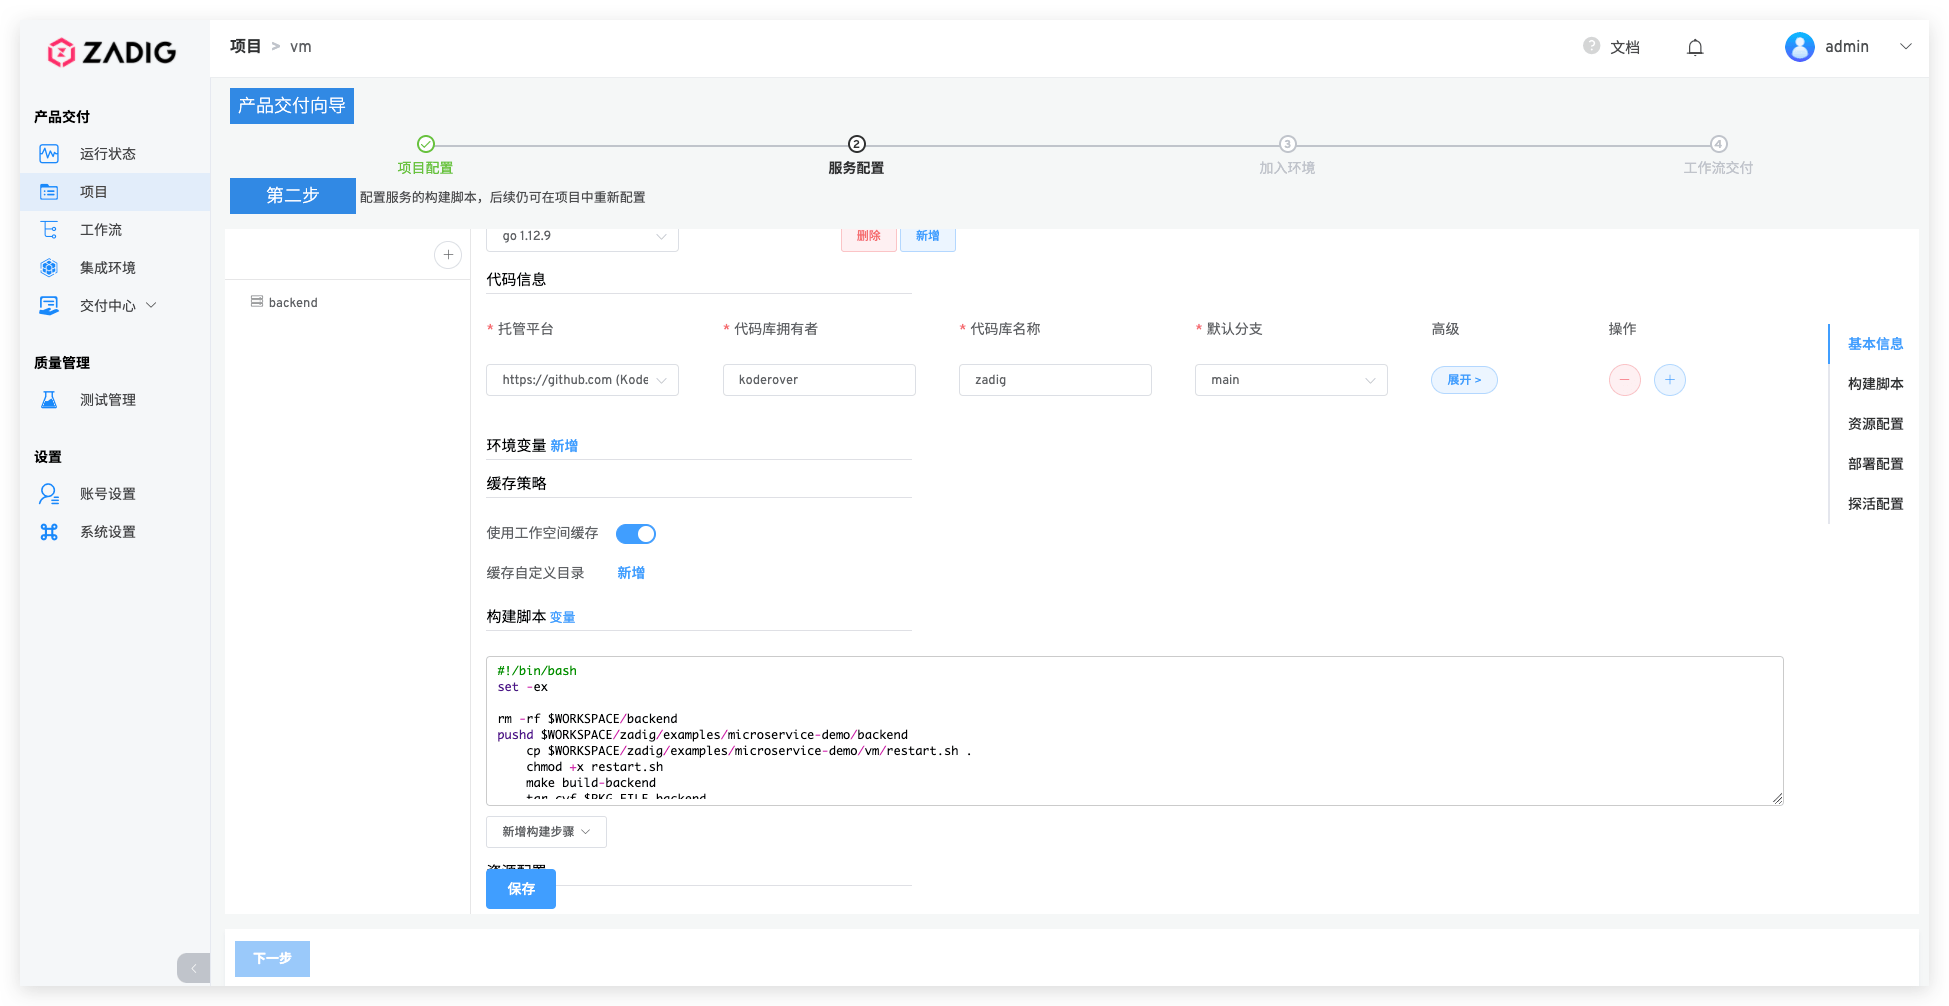 ZADIG
项目 > vm
? 文档
admin
产品交付
运行状态
项目
工作流
集成环境
交付中心
质量管理
测试管理
设置
账号设置
系统设置
产品交付向导
项目配置
2
服务配置
3
加入环境
4
工作流交付
第二步
配置服务的构建脚本，后续仍可在项目中重新配置
backend
go 1.12.9
删除
新增
代码信息
* 托管平台
* 代码库拥有者
* 代码库名称
* 默认分支
高级
操作
https://github.com (Kode
koderover
zadig
main
展开 >
环境变量 新增
缓存策略
使用工作空间缓存
缓存自定义目录 新增
构建脚本 变量
#!/bin/bash
set -ex
rm -rf $WORKSPACE/backend
pushd $WORKSPACE/zadig/examples/microservice-demo/backend
cp $WORKSPACE/zadig/examples/microservice-demo/vm/restart.sh .
chmod +x restart.sh
make build-backend
tar cvf $PKG_FILE backend
新增构建步骤
资源配置
保存
基本信息
构建脚本
资源配置
部署配置
探活配置
下一步